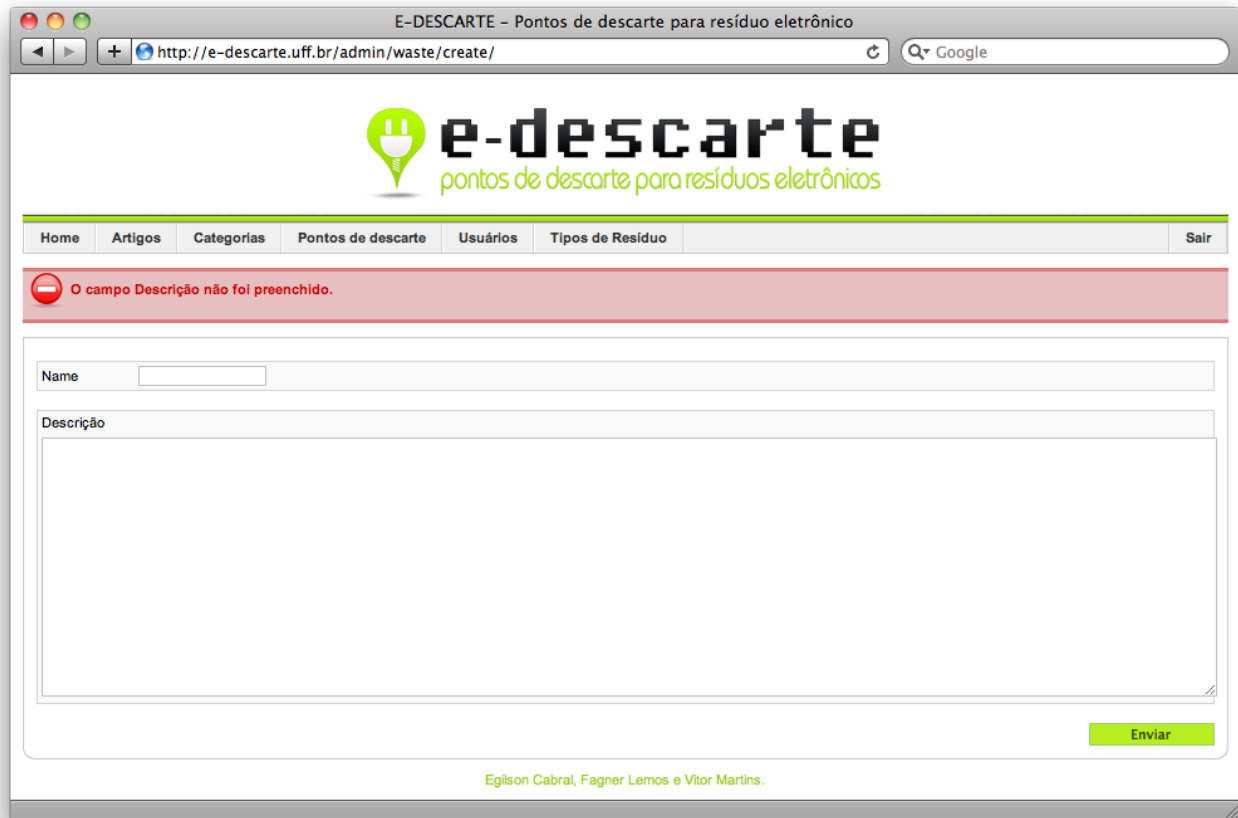 E-DESCARTE – Pontos de descarte para resíduo eletrônico
http://e-descarte.uff.br/admin/waste/create/
Google
e-descarte
pontos de descarte para resíduos eletrônicos
Home Artigos Categorias Pontos de descarte Usuários Tipos de Resíduo Sair
O campo Descrição não foi preenchido.
Name
Descrição
Enviar
Egilson Cabral, Fagner Lemos e Vitor Martins.